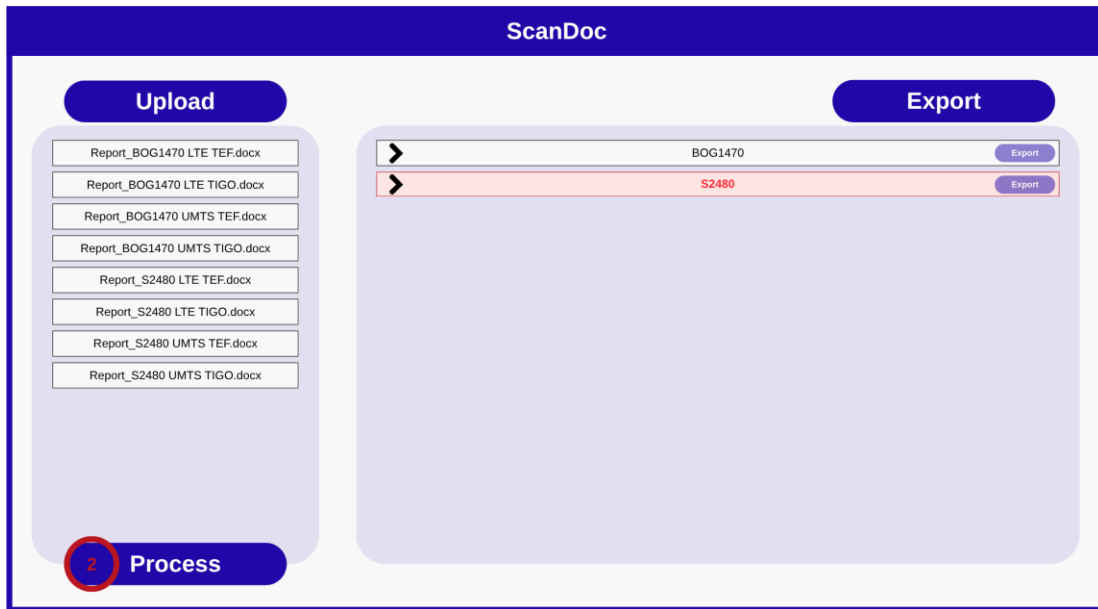 ScanDoc
Upload
Export
Report_BOG1470 LTE TEF.docx
Report_BOG1470 LTE TIGO.docx
Report_BOG1470 UMTS TEF.docx
Report_BOG1470 UMTS TIGO.docx
Report_S2480 LTE TEF.docx
Report_S2480 LTE TIGO.docx
Report_S2480 UMTS TEF.docx
Report_S2480 UMTS TIGO.docx
2 Process
BOG1470 Export
S2480 Export